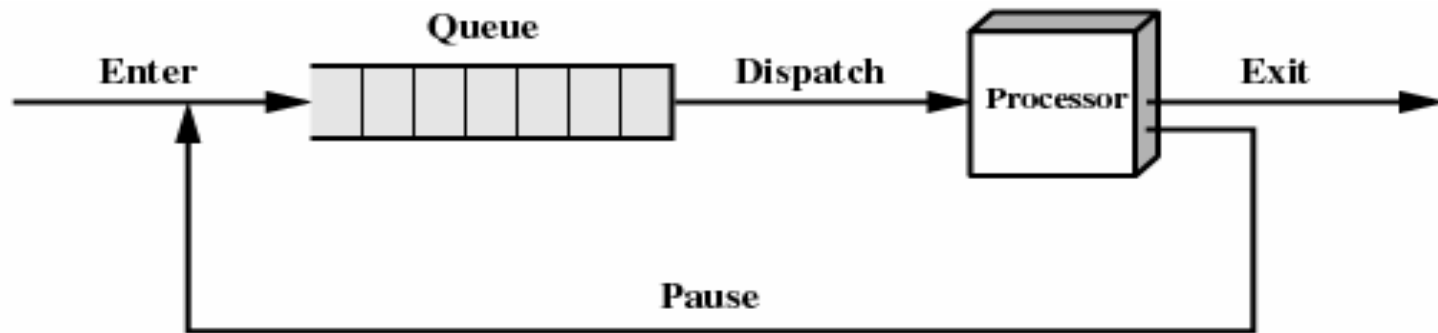 Queue
Enter
Dispatch
Processor
Exit
Pause